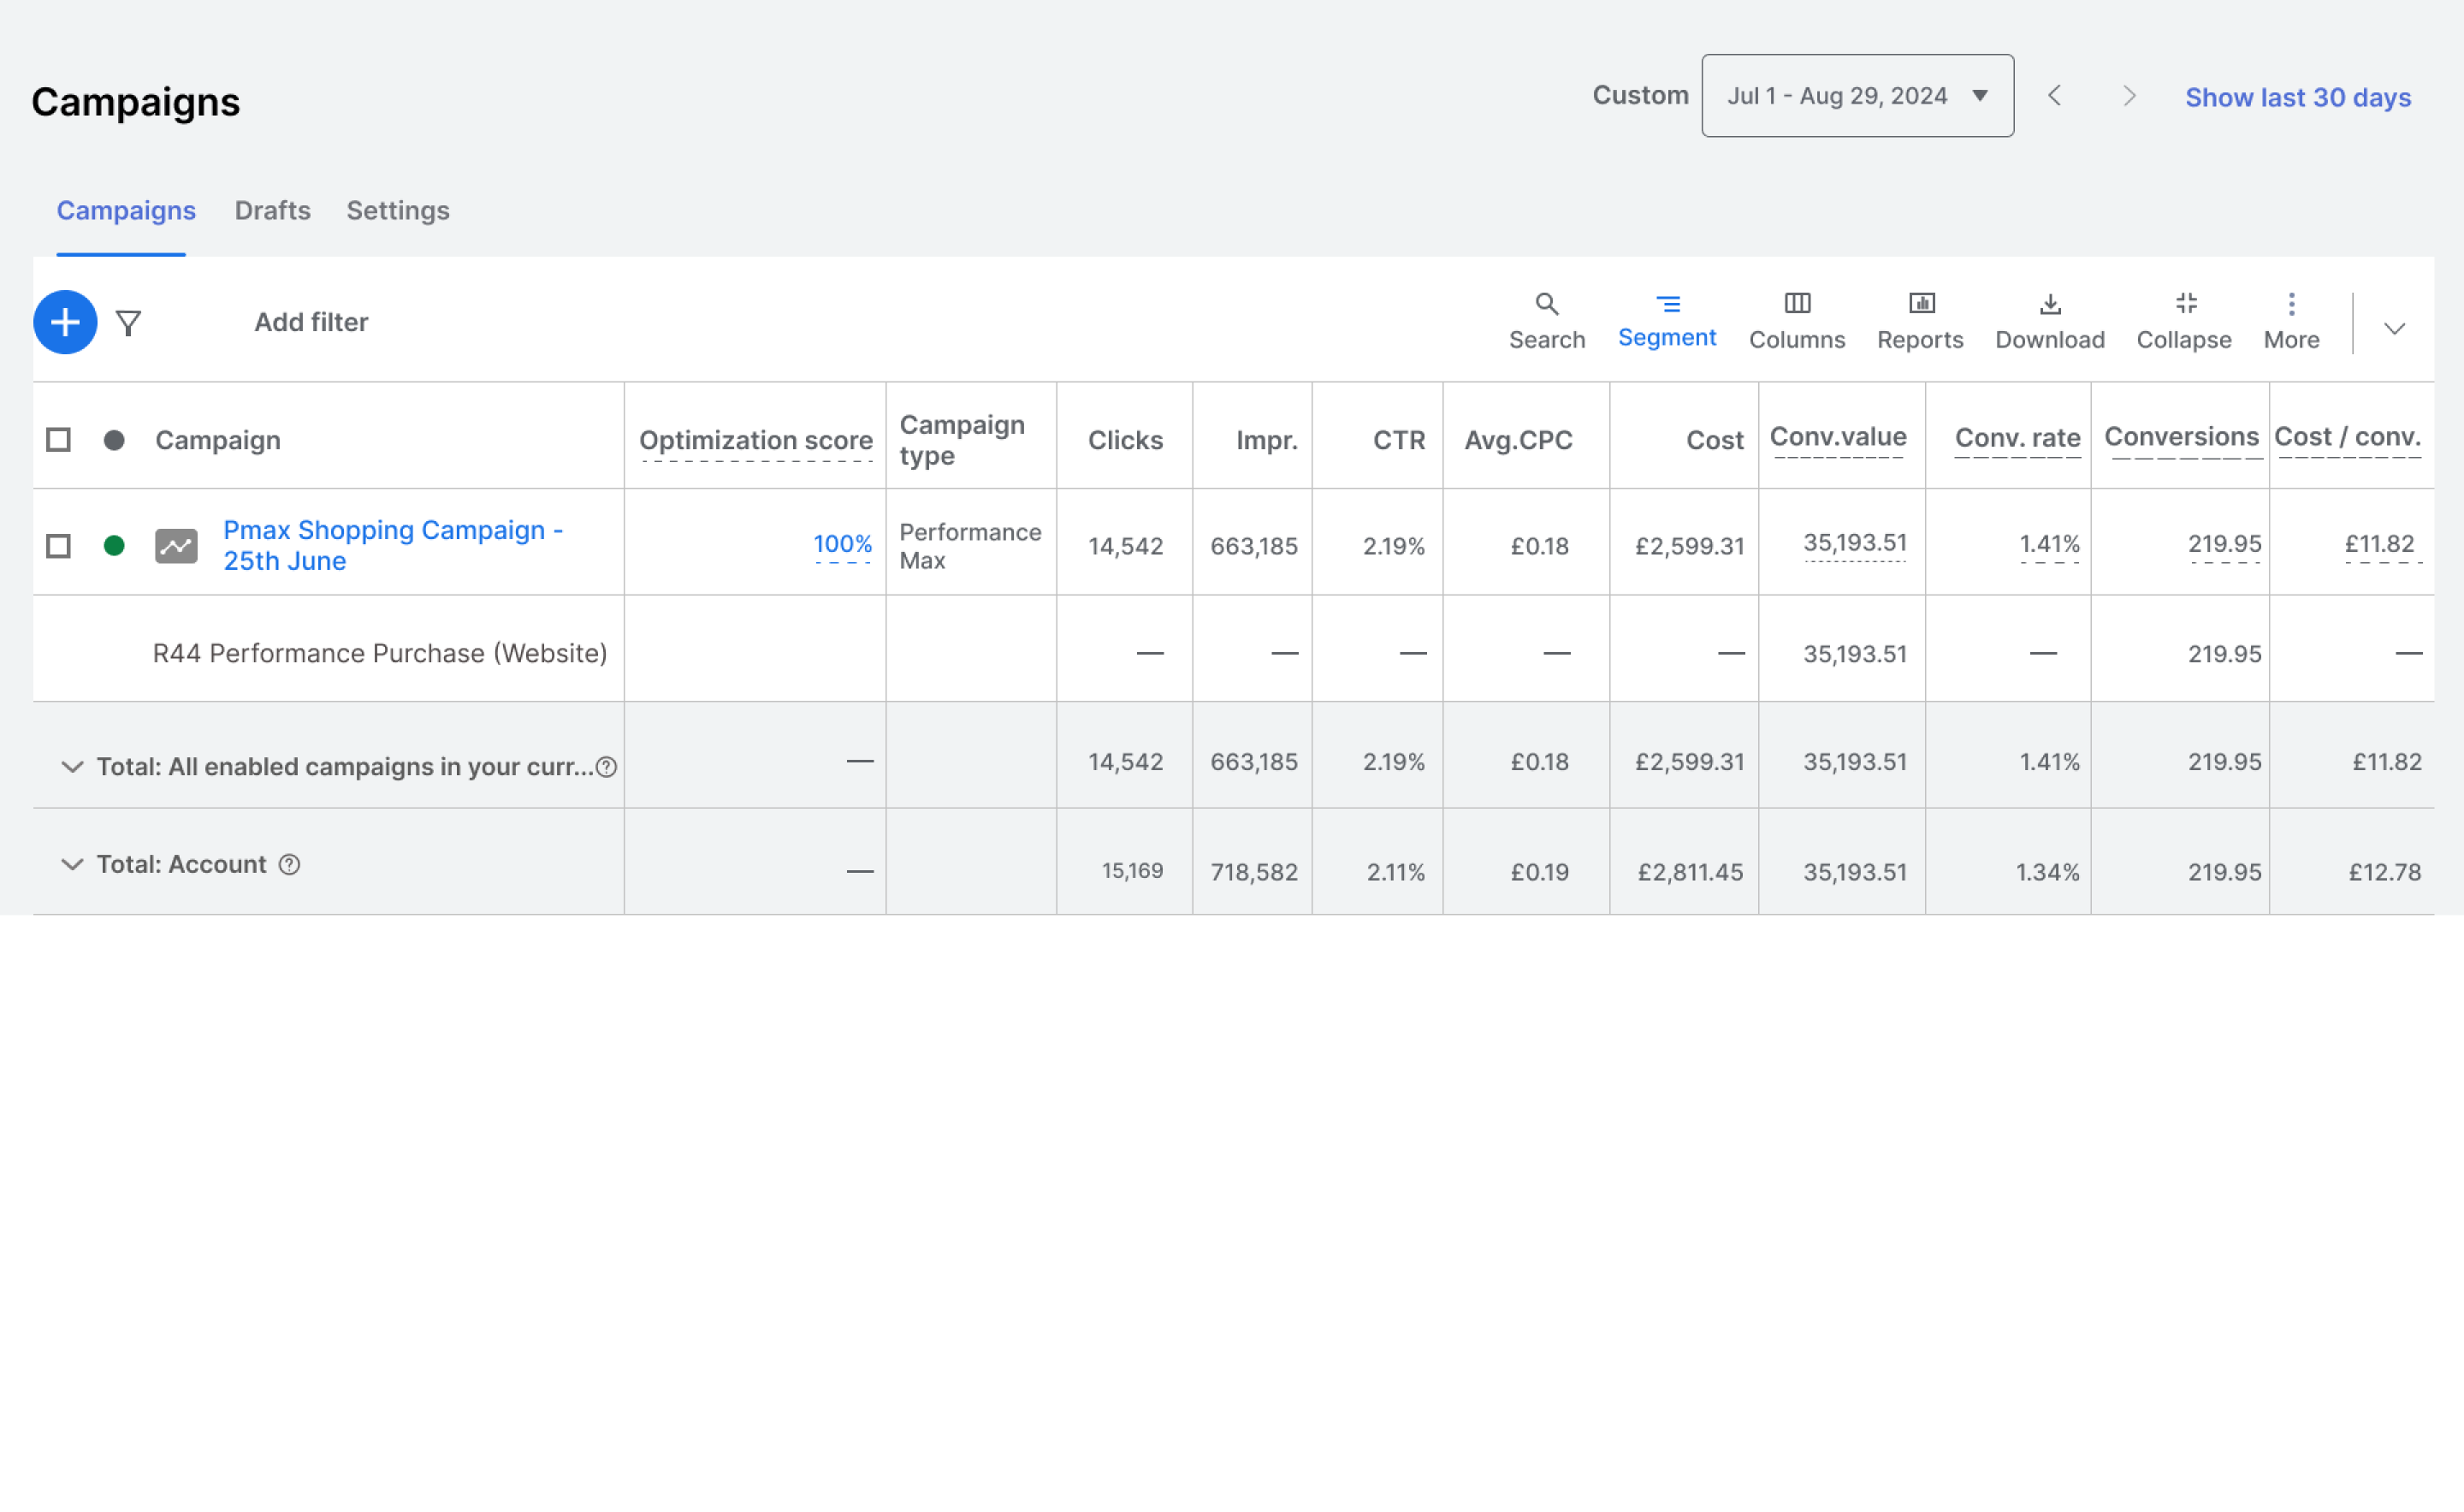 Campaigns
Custom Jul 1 - Aug 29, 2024 Show last 30 days
Campaigns Drafts Settings
Add filter
Search Segment Columns Reports Download Collapse More
Campaign Optimization score Campaign type Clicks Impr. CTR Avg.CPC Cost Conv.value Conv. rate Conversions Cost / conv.
Pmax Shopping Campaign -
25th June
100% Performance
Max
14,542 663,185 2.19% £0.18 £2,599.31 35,193.51 1.41% 219.95 £11.82
R44 Performance Purchase (Website) — — — — — 35,193.51 — 219.95 —
Total: All enabled campaigns in your curr... — 14,542 663,185 2.19% £0.18 £2,599.31 35,193.51 1.41% 219.95 £11.82
Total: Account — 15,169 718,582 2.11% £0.19 £2,811.45 35,193.51 1.34% 219.95 £12.78